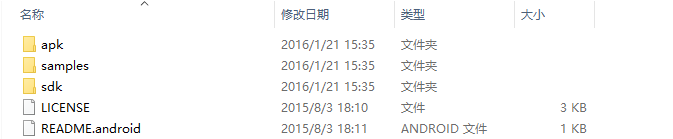 名称 修改日期 类型 大小
apk 2016/1/21 15:35 文件夹
samples 2016/1/21 15:35 文件夹
sdk 2016/1/21 15:35 文件夹
LICENSE 2015/8/3 18:10 文件 3 KB
README.android 2015/8/3 18:11 ANDROID 文件 1 KB